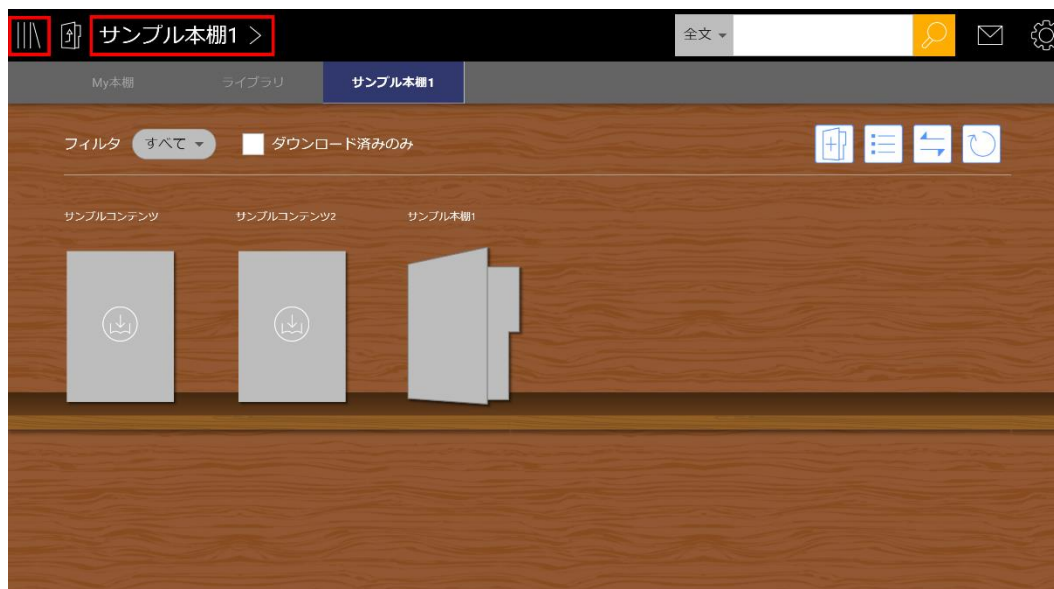 サンプル本棚1 >
全文
My本棚
ライブラリ
サンプル本棚1
フィルタ すべて ダウンロード済みのみ
サンプルコンテンツ サンプルコンテンツ2 サンプル本棚1